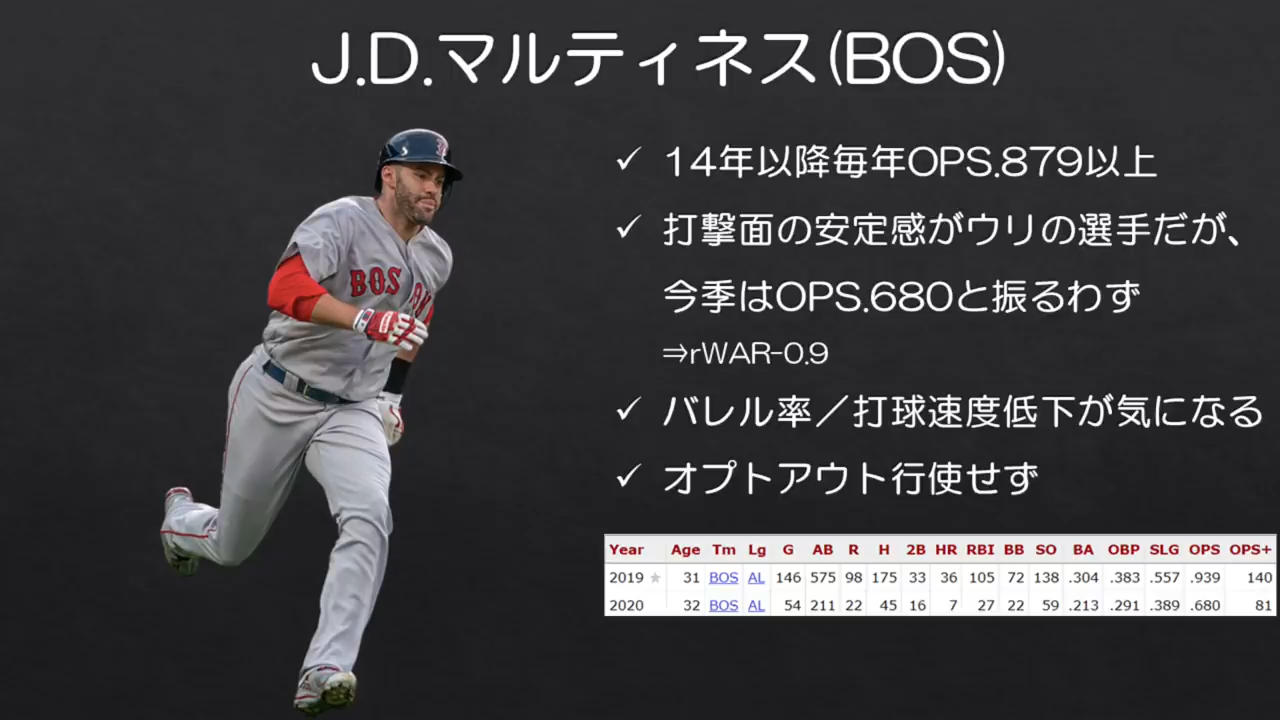 J.D.マルティネス(BOS)
✓ 14年以降毎年OPS.879以上
✓ 打撃面の安定感がウリの選手だが、
今季はOPS.680と振るわず
⇒rWAR-0.9
✓ バレル率／打球速度低下が気になる
✓ オプトアウト行使せず
BOS
Year Age Tm Lg G AB R H 2B HR RBI BB SO BA OBP SLG OPS OPS+
2019 ★ 31 BOS AL 146 575 98 175 33 36 105 72 138 .304 .383 .557 .939 140
2020 32 BOS AL 54 211 22 45 16 7 27 22 59 .213 .291 .389 .680 81